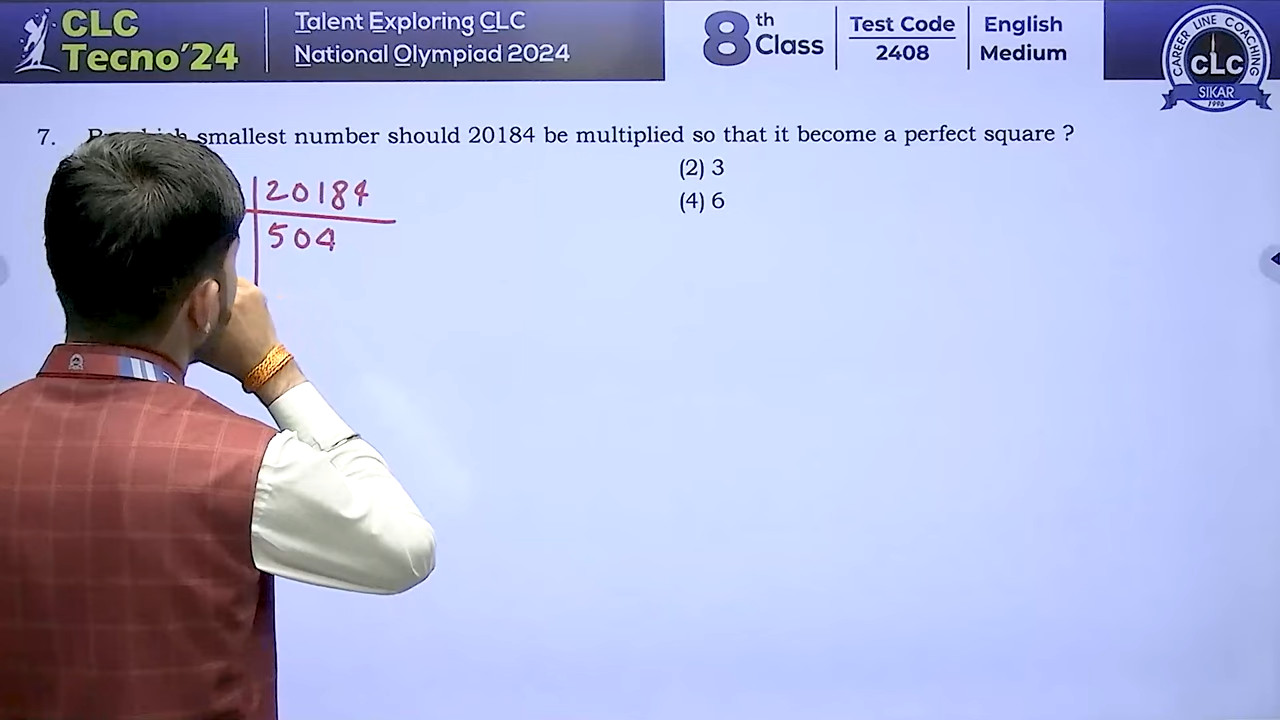 CLC
Tecno'24
Talent Exploring CLC
National Olympiad 2024
8th Class
Test Code
2408
English
Medium
CAREER LINE COACHING
CLC
SIKAR
1996
7. smallest number should 20184 be multiplied so that it become a perfect square ?
(2) 3
(4) 6
20184
504